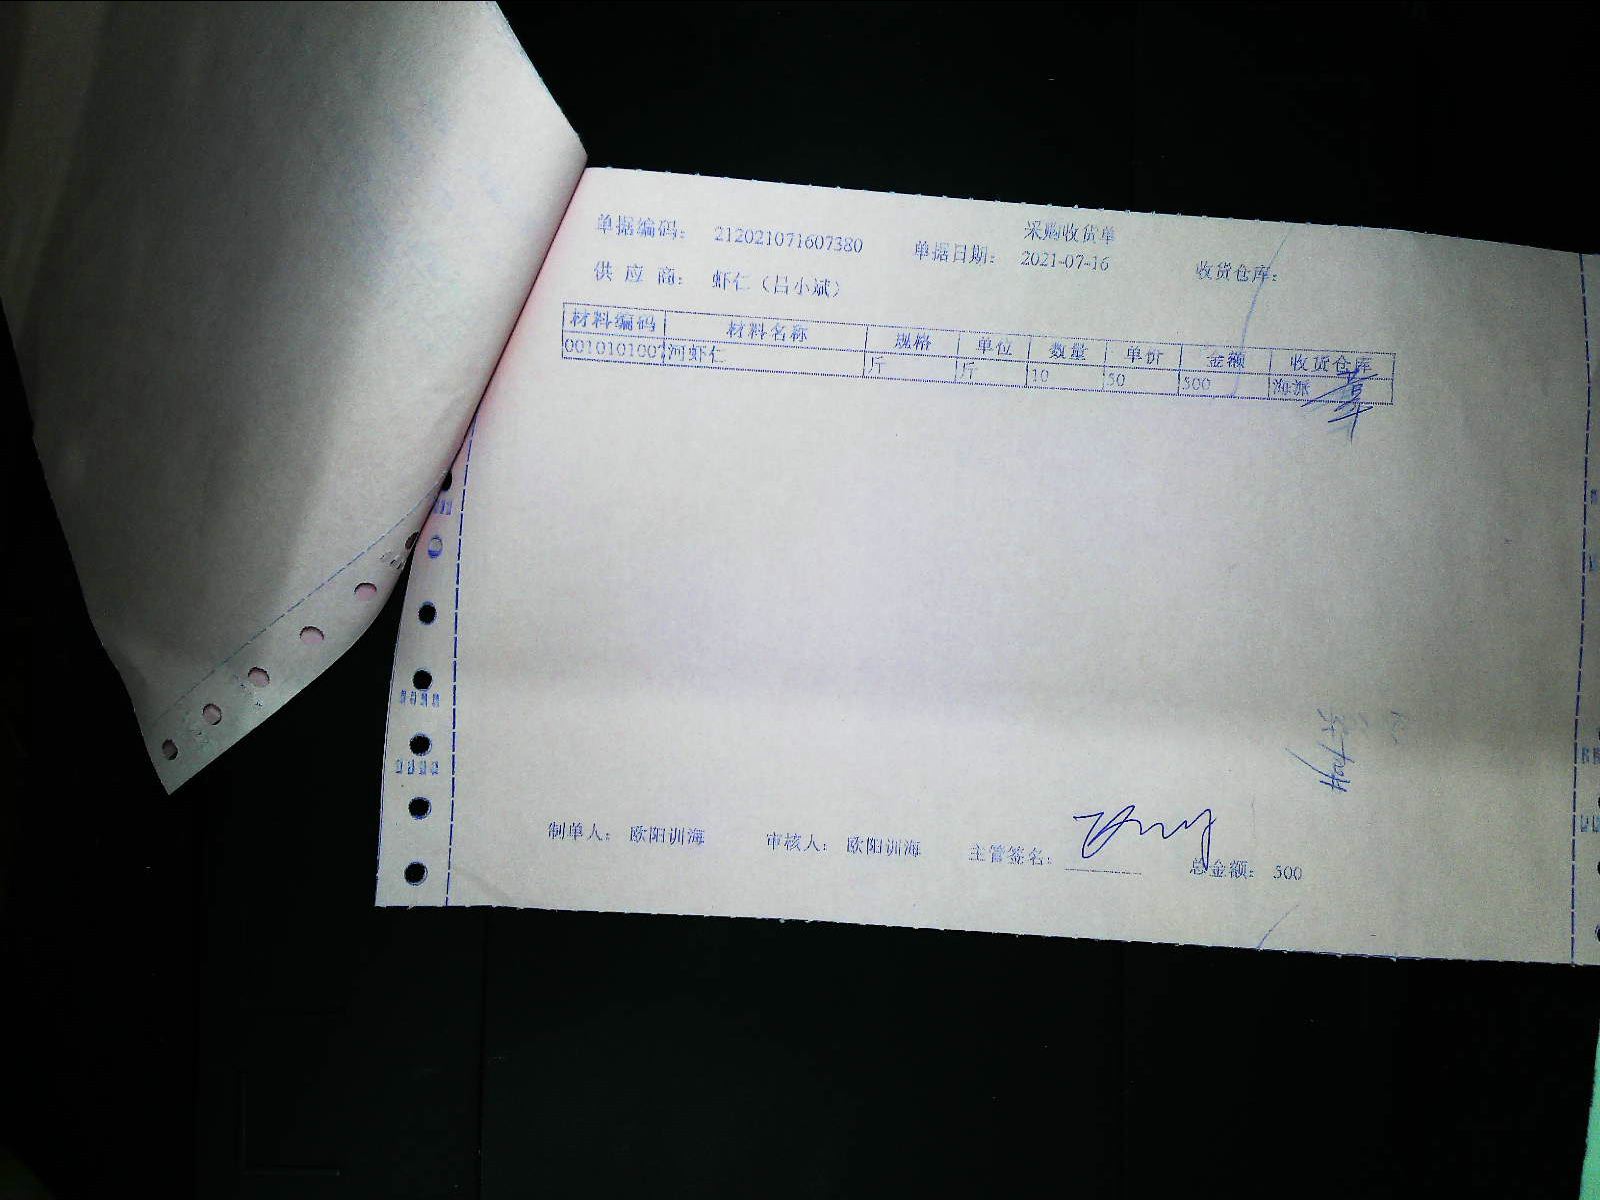 采购收货单
单据编码： 212021071607380 单据日期： 2021-07-16 收货仓库：
供 应 商： 虾仁（吕小斌）
材料编码 材料名称 规格 单位 数量 单价 金额 收货仓库
001010100 河虾仁 斤 斤 10 50 500 海派
制单人： 欧阳训海 审核人： 欧阳训海 主管签名： 总金额： 500